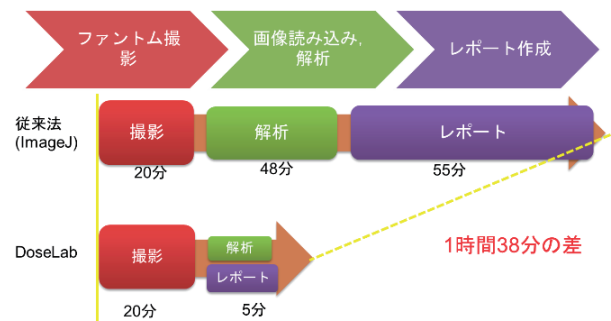 ファントム撮
影
画像読み込み,
解析
レポート作成
従来法
(ImageJ)
撮影
解析
レポート
20分
48分
55分
DoseLab
撮影
解析
レポート
1時間38分の差
20分
5分